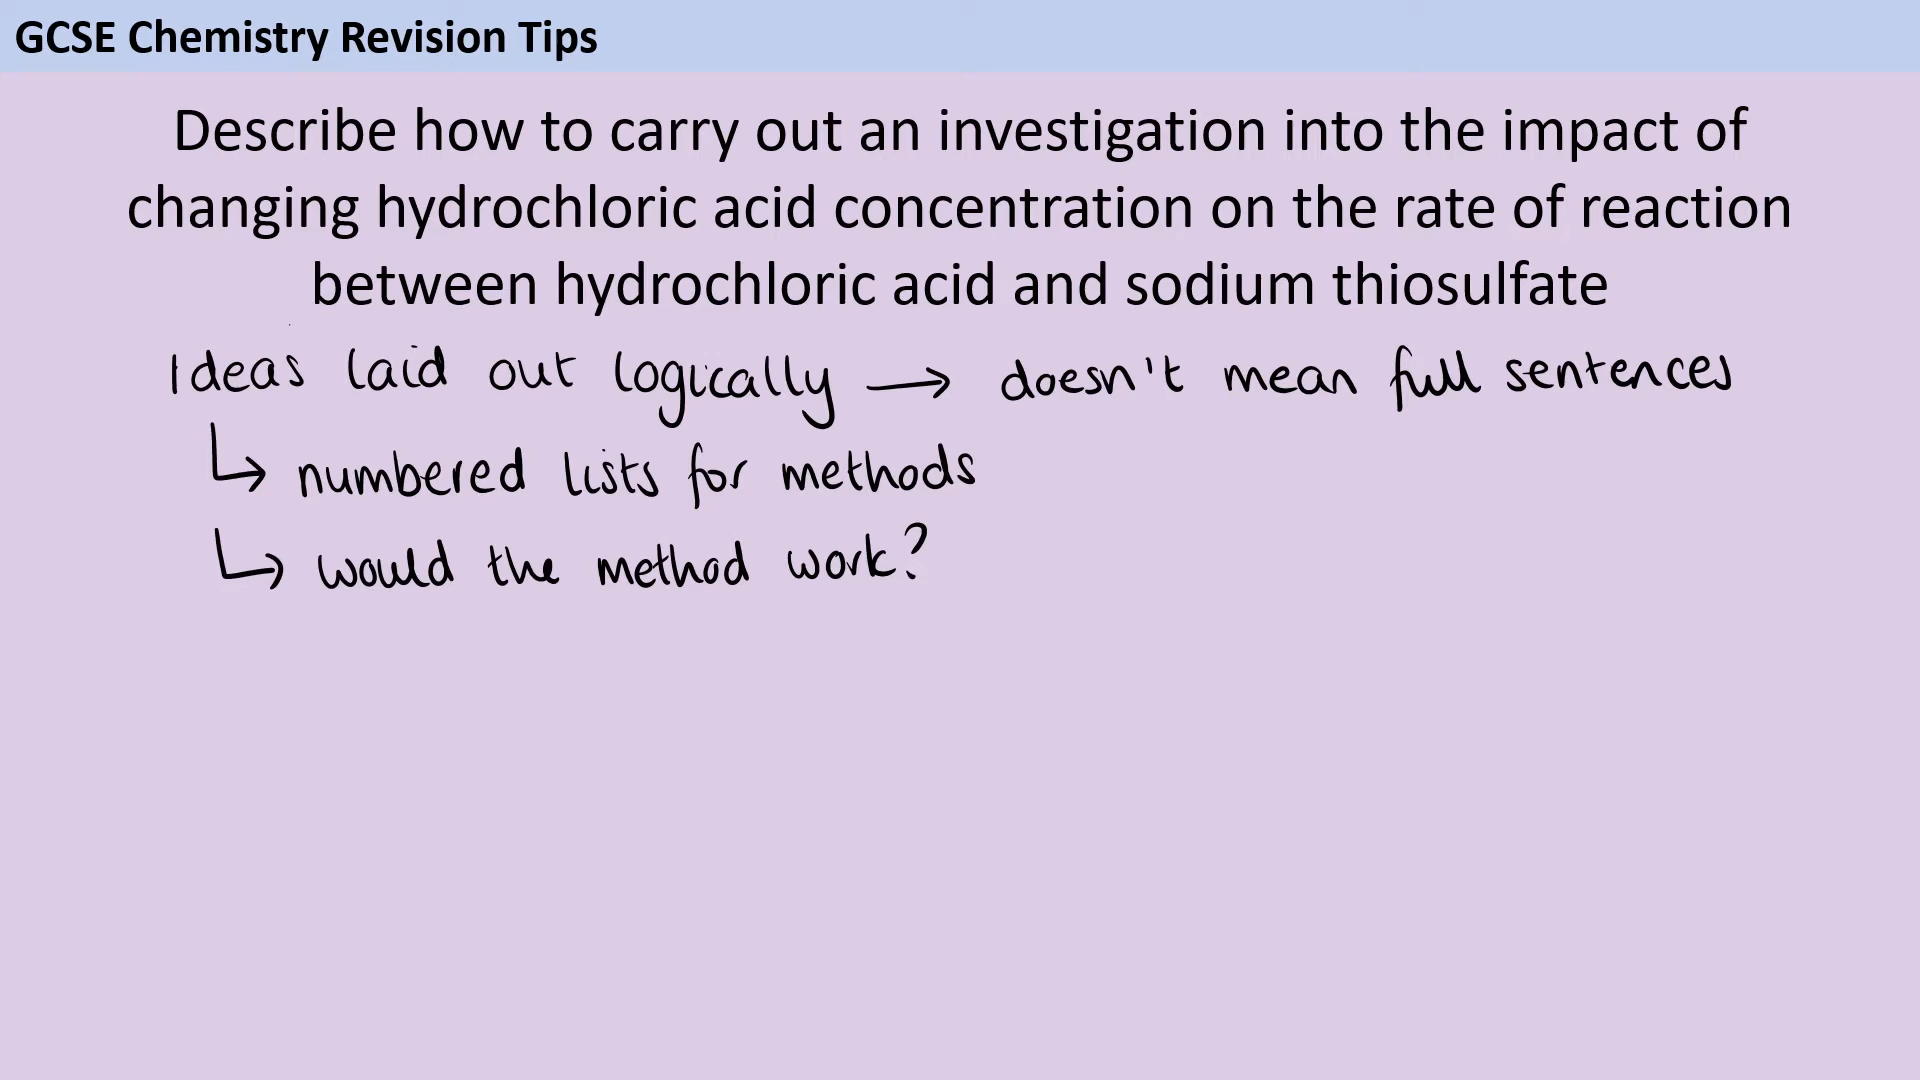 GCSE Chemistry Revision Tips
Describe how to carry out an investigation into the impact of
changing hydrochloric acid concentration on the rate of reaction
between hydrochloric acid and sodium thiosulfate
Ideas laid out logically → doesn't mean full sentences
↳ numbered lists for methods
↳ would the method work?